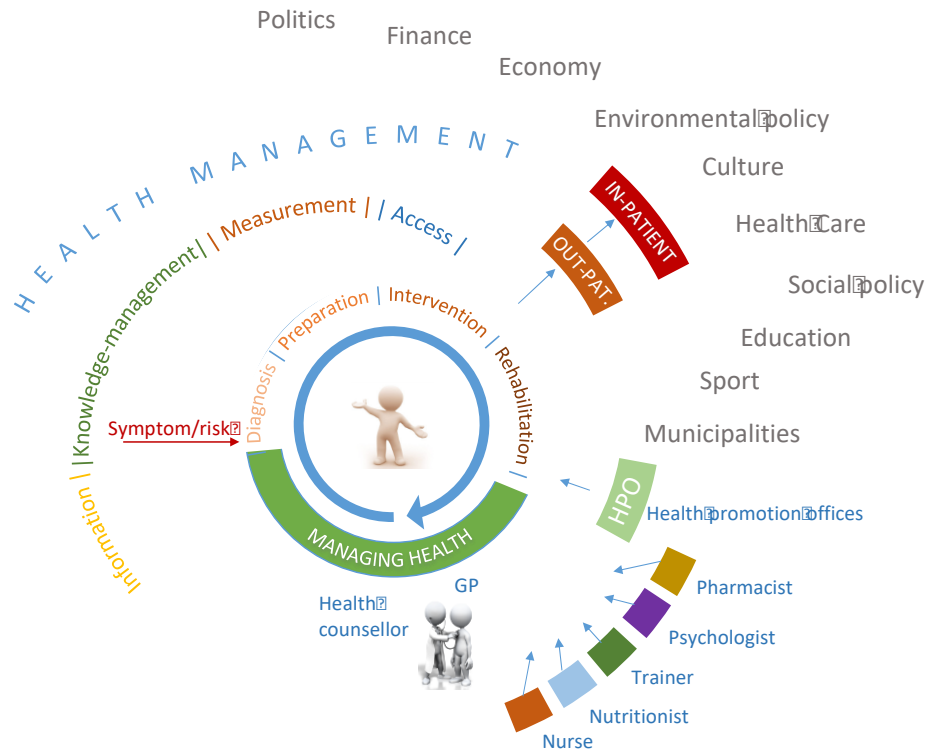 Politics
Finance
Economy
Environmental policy
Culture
Health Care
Social policy
Education
Sport
Municipalities
HEALTH MANAGEMENT
Information | |Knowledge-management| | Measurement | | Access |
IN-PATIENT
OUT-PAT.
Diagnosis | Preparation | Intervention | Rehabilitation |
Symptom/risk
MANAGING HEALTH
HPO
Health promotion offices
GP
Health
counsellor
Pharmacist
Psychologist
Trainer
Nutritionist
Nurse